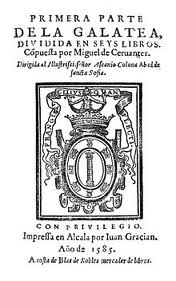 PRIMERA PARTE
DE LA GALATEA,
DIVIDIDA EN SEYS LIBROS.
Cópuesta por Miguel de Ceruantes.
Dirigida al Illustrissi. señor Ascanio Colona Abad de
sancta Sofia.
CON PRIVILEGIO.
Impressa en Alcala por Iuan Gracian.
Año de 1585.
A costa de Blas de Robles mercader de libros.